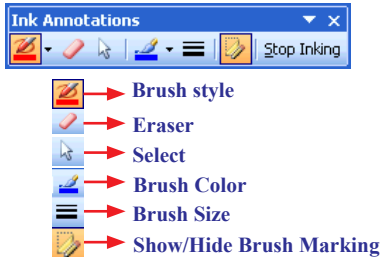 Ink Annotations
Stop Inking
Brush style
Eraser
Select
Brush Color
Brush Size
Show/Hide Brush Marking